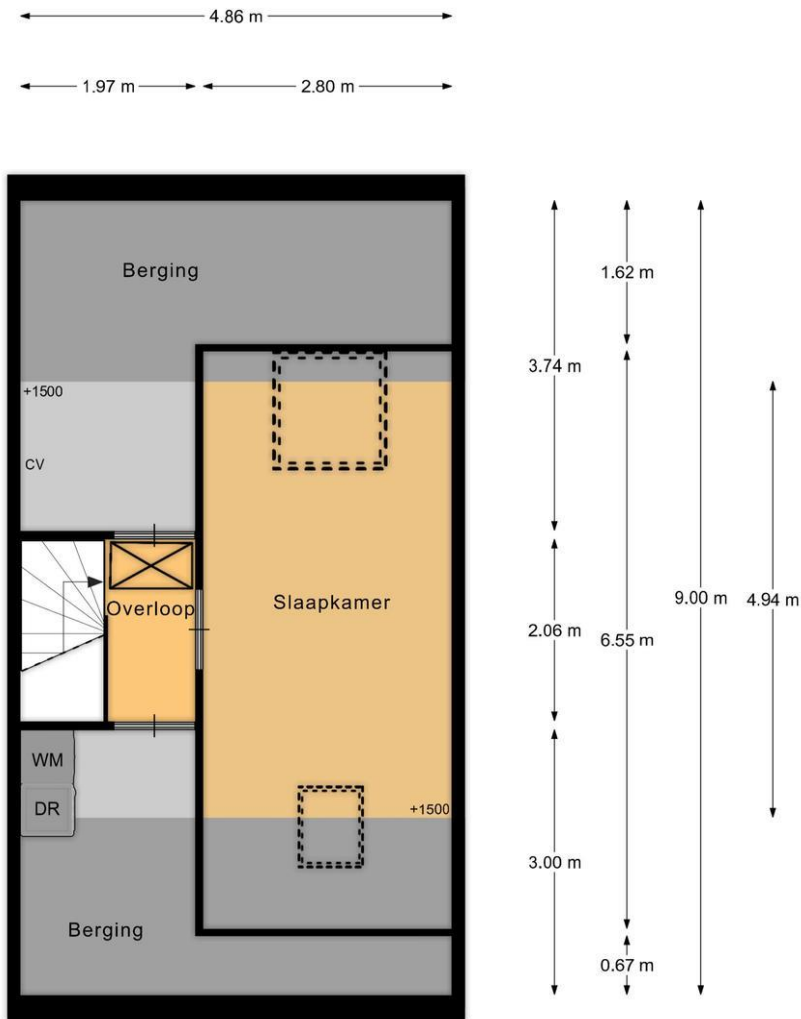 4.86 m
1.97 m
2.80 m
Berging
1.62 m
3.74 m
+1500
CV
Overloop
Slaapkamer
9.00 m
4.94 m
2.06 m
6.55 m
WM
DR
+1500
3.00 m
Berging
0.67 m